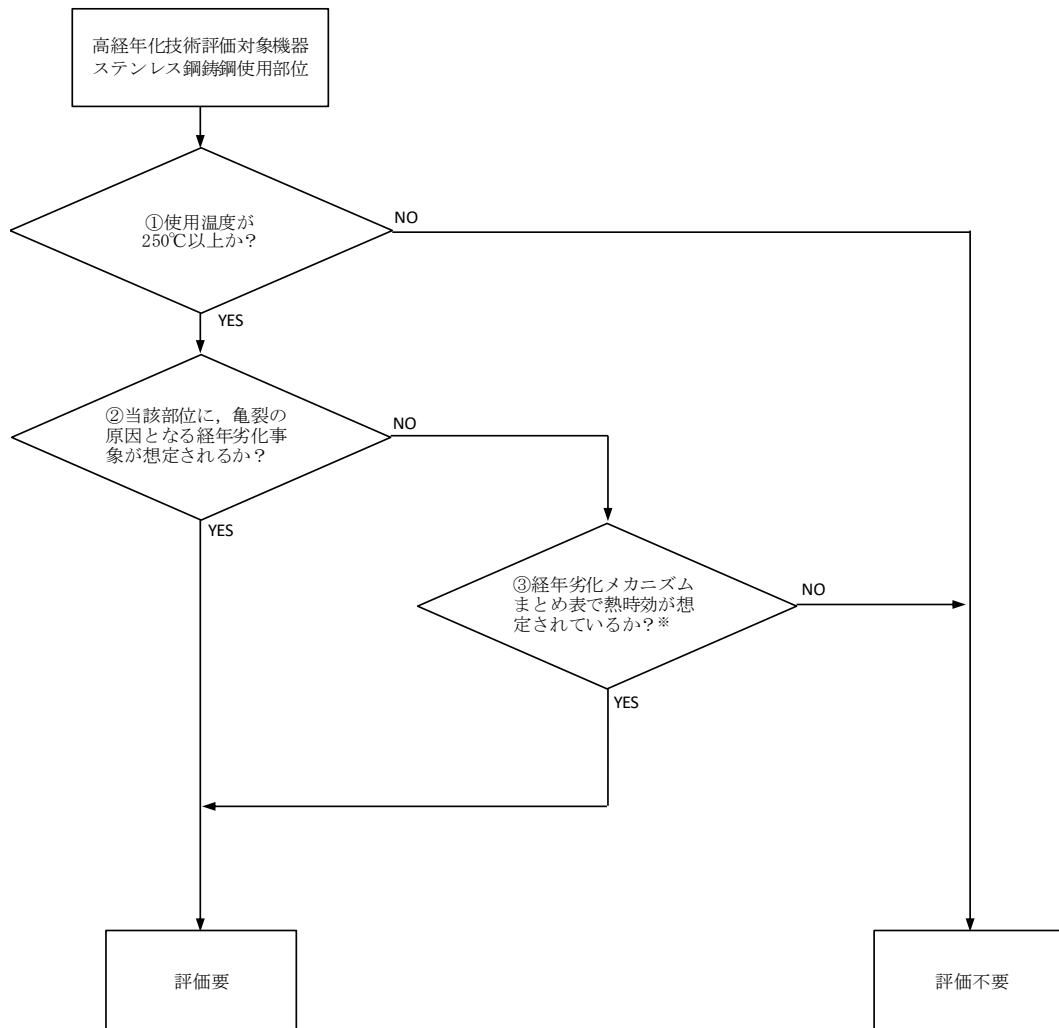 高経年化技術評価対象機器
ステンレス鋼鋳鋼使用部位
①使用温度が
250℃以上か？
NO
YES
②当該部位に，亀裂の
原因となる経年劣化事
象が想定されるか？
NO
YES
③経年劣化メカニズム
まとめ表で熱時効が想
定されているか？※
NO
YES
評価要
評価不要